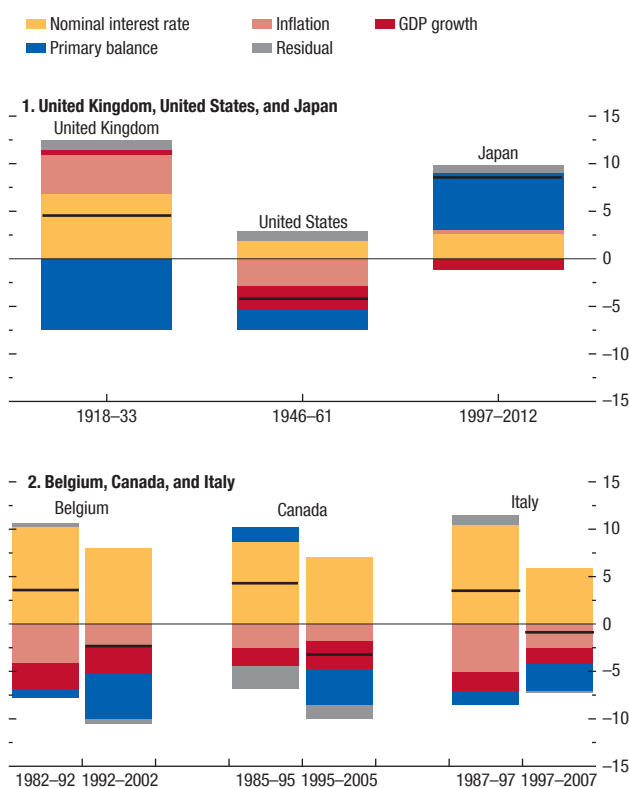 Nominal interest rate Inflation GDP growth
Primary balance Residual
1. United Kingdom, United States, and Japan
United Kingdom
United States
Japan
15
10
5
0
–5
–10
–15
1918–33 1946–61 1997–2012
2. Belgium, Canada, and Italy
Belgium Canada Italy
15
10
5
0
–5
–10
–15
1982–92 1992–2002 1985–95 1995–2005 1987–97 1997–2007